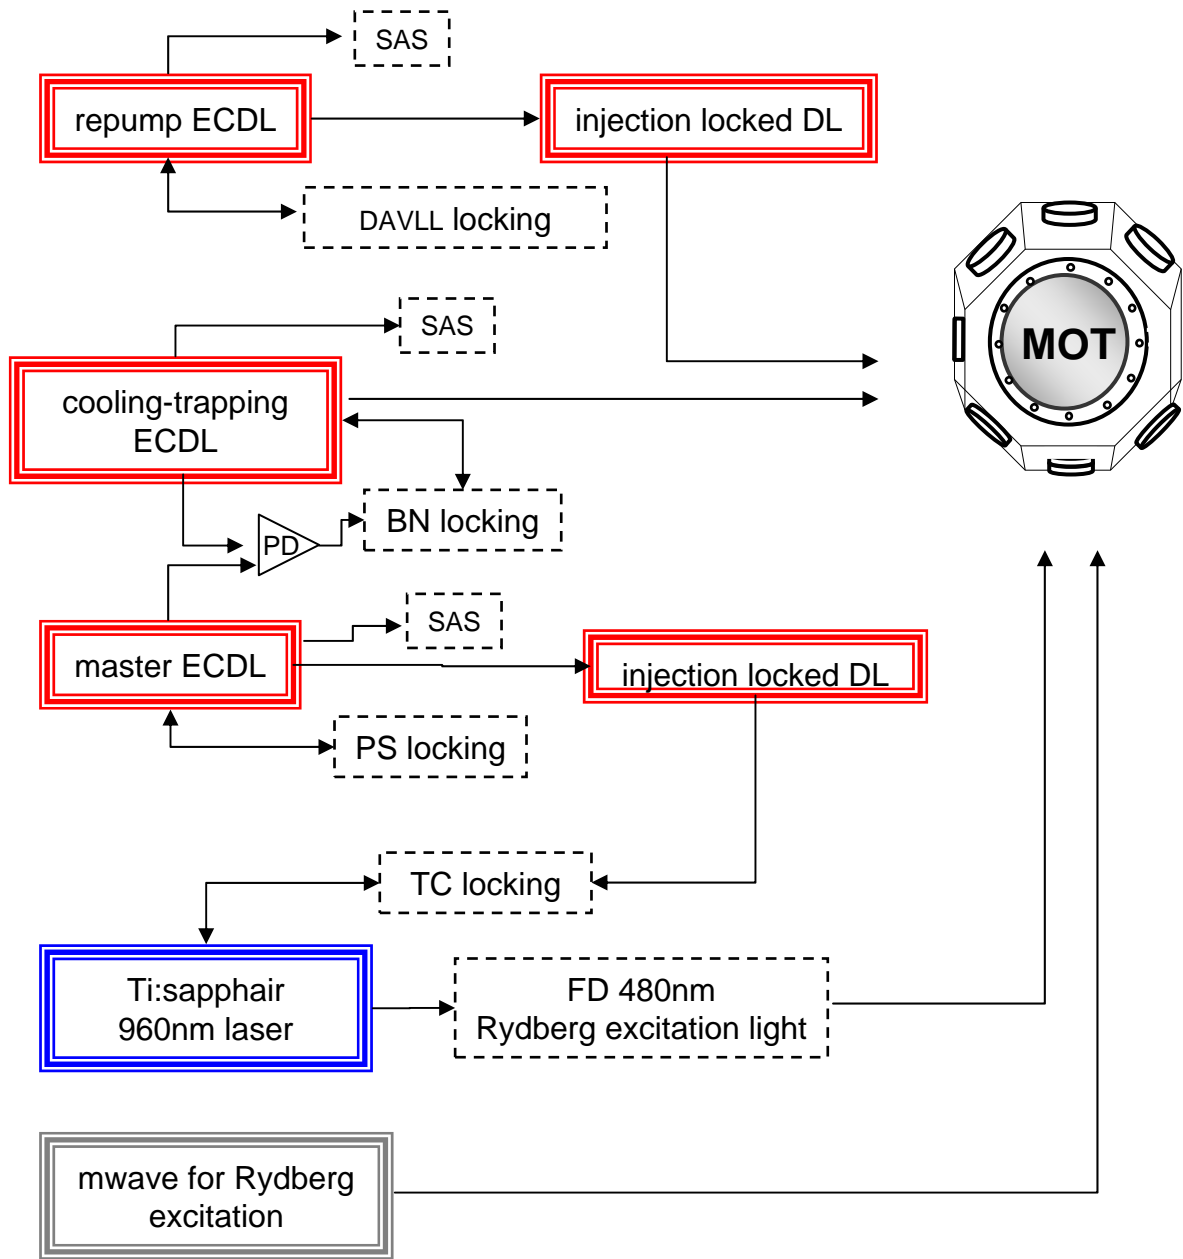 SAS
repump ECDL
injection locked DL
DAVLL locking
SAS
MOT
cooling-trapping
ECDL
BN locking
PD
SAS
master ECDL
injection locked DL
PS locking
TC locking
Ti:sapphair
960nm laser
FD 480nm
Rydberg excitation light
mwave for Rydberg
excitation